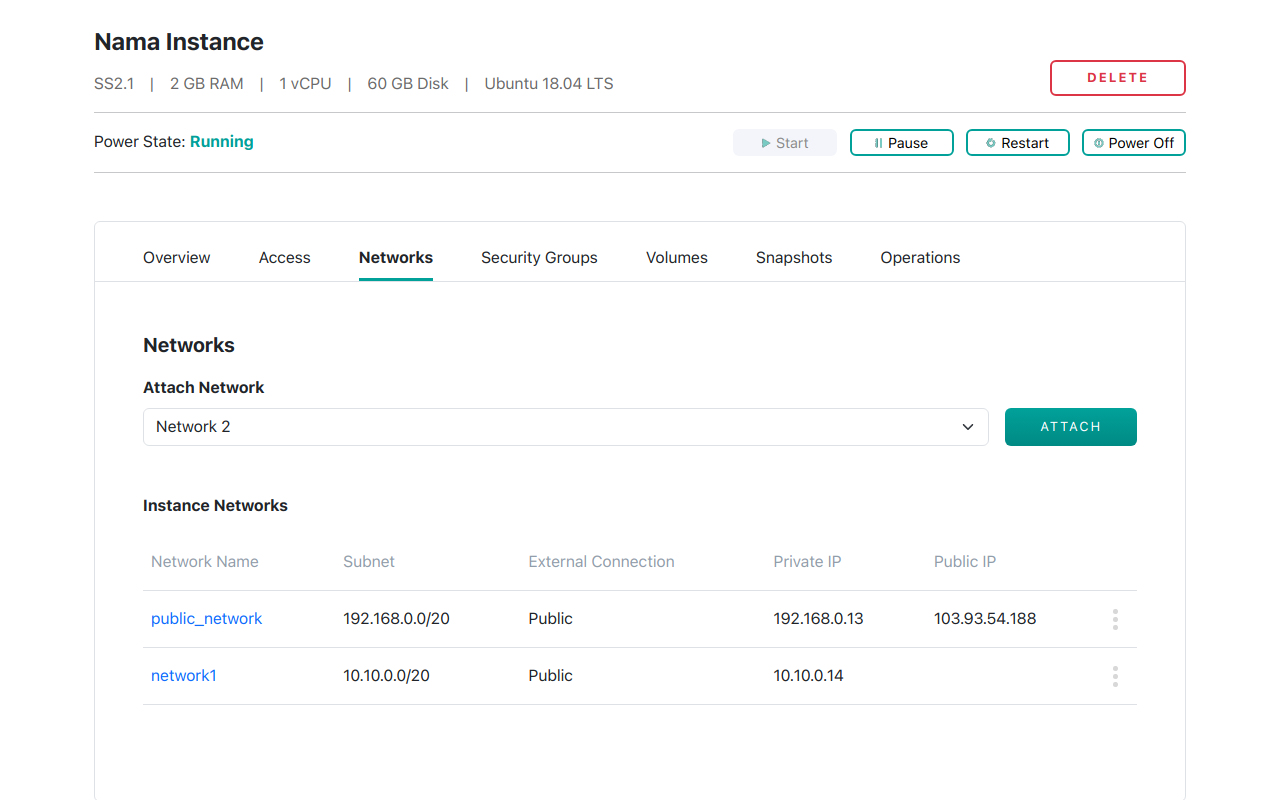 Nama Instance
SS2.1 | 2 GB RAM | 1 vCPU | 60 GB Disk | Ubuntu 18.04 LTS
DELETE
Power State: Running
Start Pause Restart Power Off
Overview Access Networks Security Groups Volumes Snapshots Operations
Networks
Attach Network
Network 2
ATTACH
Instance Networks
Network Name Subnet External Connection Private IP Public IP
public_network 192.168.0.0/20 Public 192.168.0.13 103.93.54.188
network1 10.10.0.0/20 Public 10.10.0.14